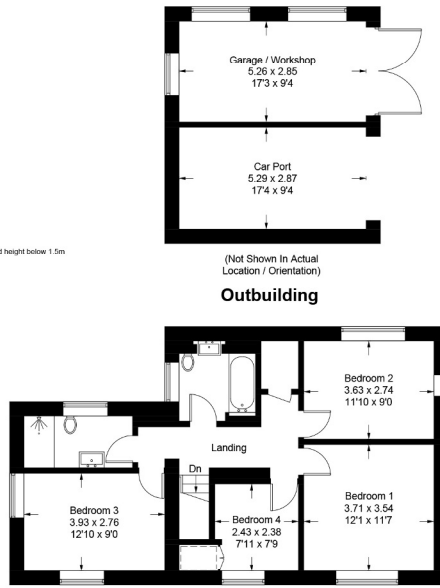 Garage / Workshop
5.26 x 2.85
17'3 x 9'4
Car Port
5.29 x 2.87
17'4 x 9'4
d height below 1.5m
(Not Shown In Actual
Location / Orientation)
Outbuilding
Bedroom 2
3.63 x 2.74
11'10 x 9'0
Landing
Dn
Bedroom 3
3.93 x 2.76
12'10 x 9'0
Bedroom 4
2.43 x 2.38
7'11 x 7'9
Bedroom 1
3.71 x 3.54
12'1 x 11'7